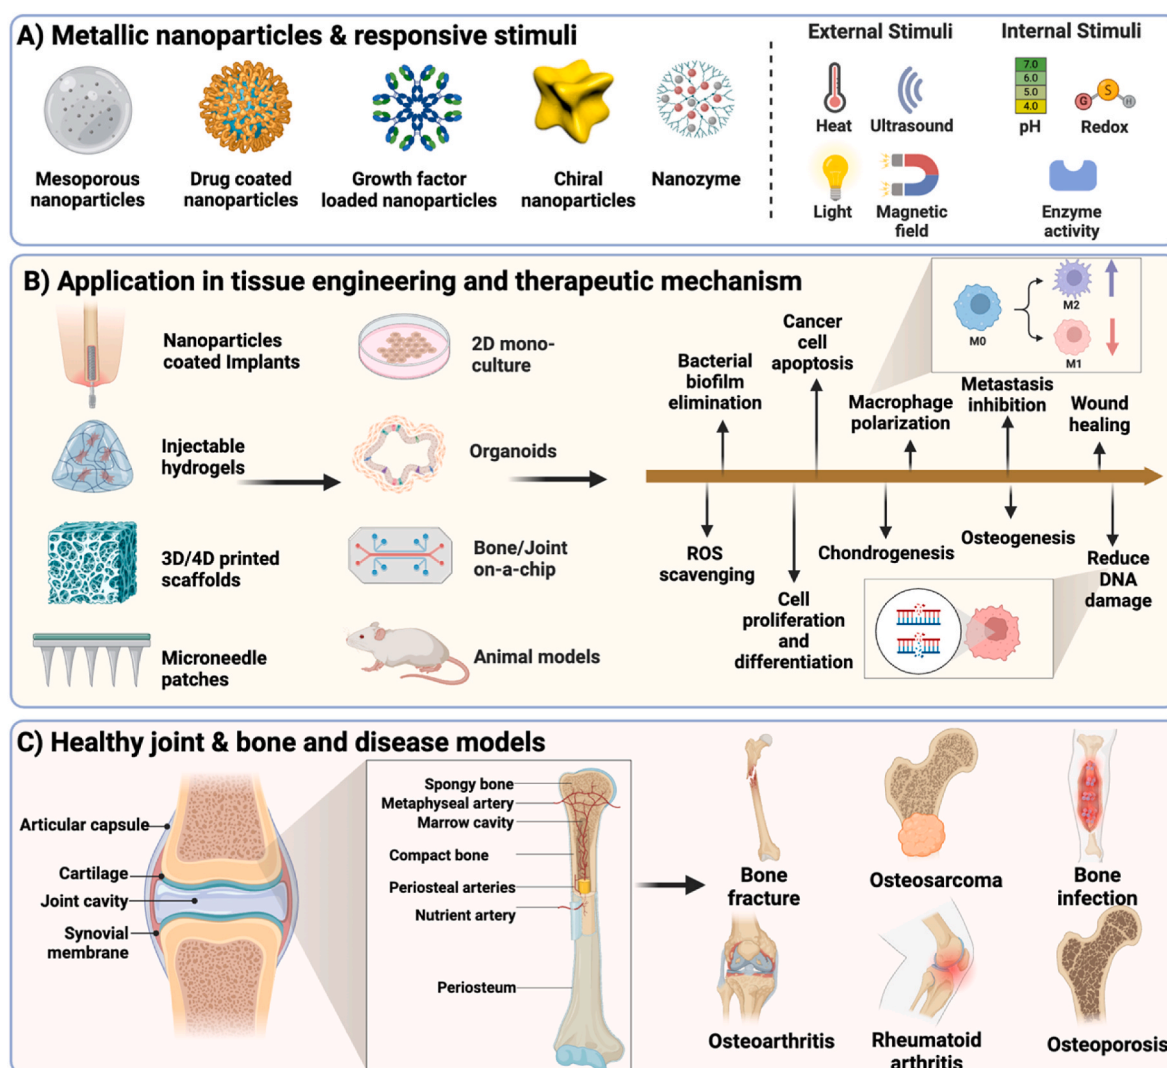 A) Metallic nanoparticles & responsive stimuli
Mesoporous
nanoparticles
Drug coated
nanoparticles
Growth factor
loaded nanoparticles
Chiral
nanoparticles
Nanozyme
External Stimuli
Internal Stimuli
Heat
Ultrasound
7.0
6.0
5.0
4.0
pH
G
S
H
Redox
Light
Magnetic
field
Enzyme
activity
B) Application in tissue engineering and therapeutic mechanism
Nanoparticles
coated Implants
Injectable
hydrogels
3D/4D printed
scaffolds
Microneedle
patches
2D mono-
culture
Organoids
Bone/Joint
on-a-chip
Animal models
Bacterial
biofilm
elimination
Cancer
cell
apoptosis
Macrophage
polarization
M0
M2
M1
Metastasis
inhibition
Wound
healing
ROS
scavenging
Cell
proliferation
and
differentiation
Chondrogenesis
Osteogenesis
Reduce
DNA
damage
C) Healthy joint & bone and disease models
Articular capsule
Cartilage
Joint cavity
Synovial
membrane
Spongy bone
Metaphyseal artery
Marrow cavity
Compact bone
Periosteal arteries
Nutrient artery
Periosteum
Bone
fracture
Osteosarcoma
Bone
infection
Osteoarthritis
Rheumatoid
arthritis
Osteoporosis